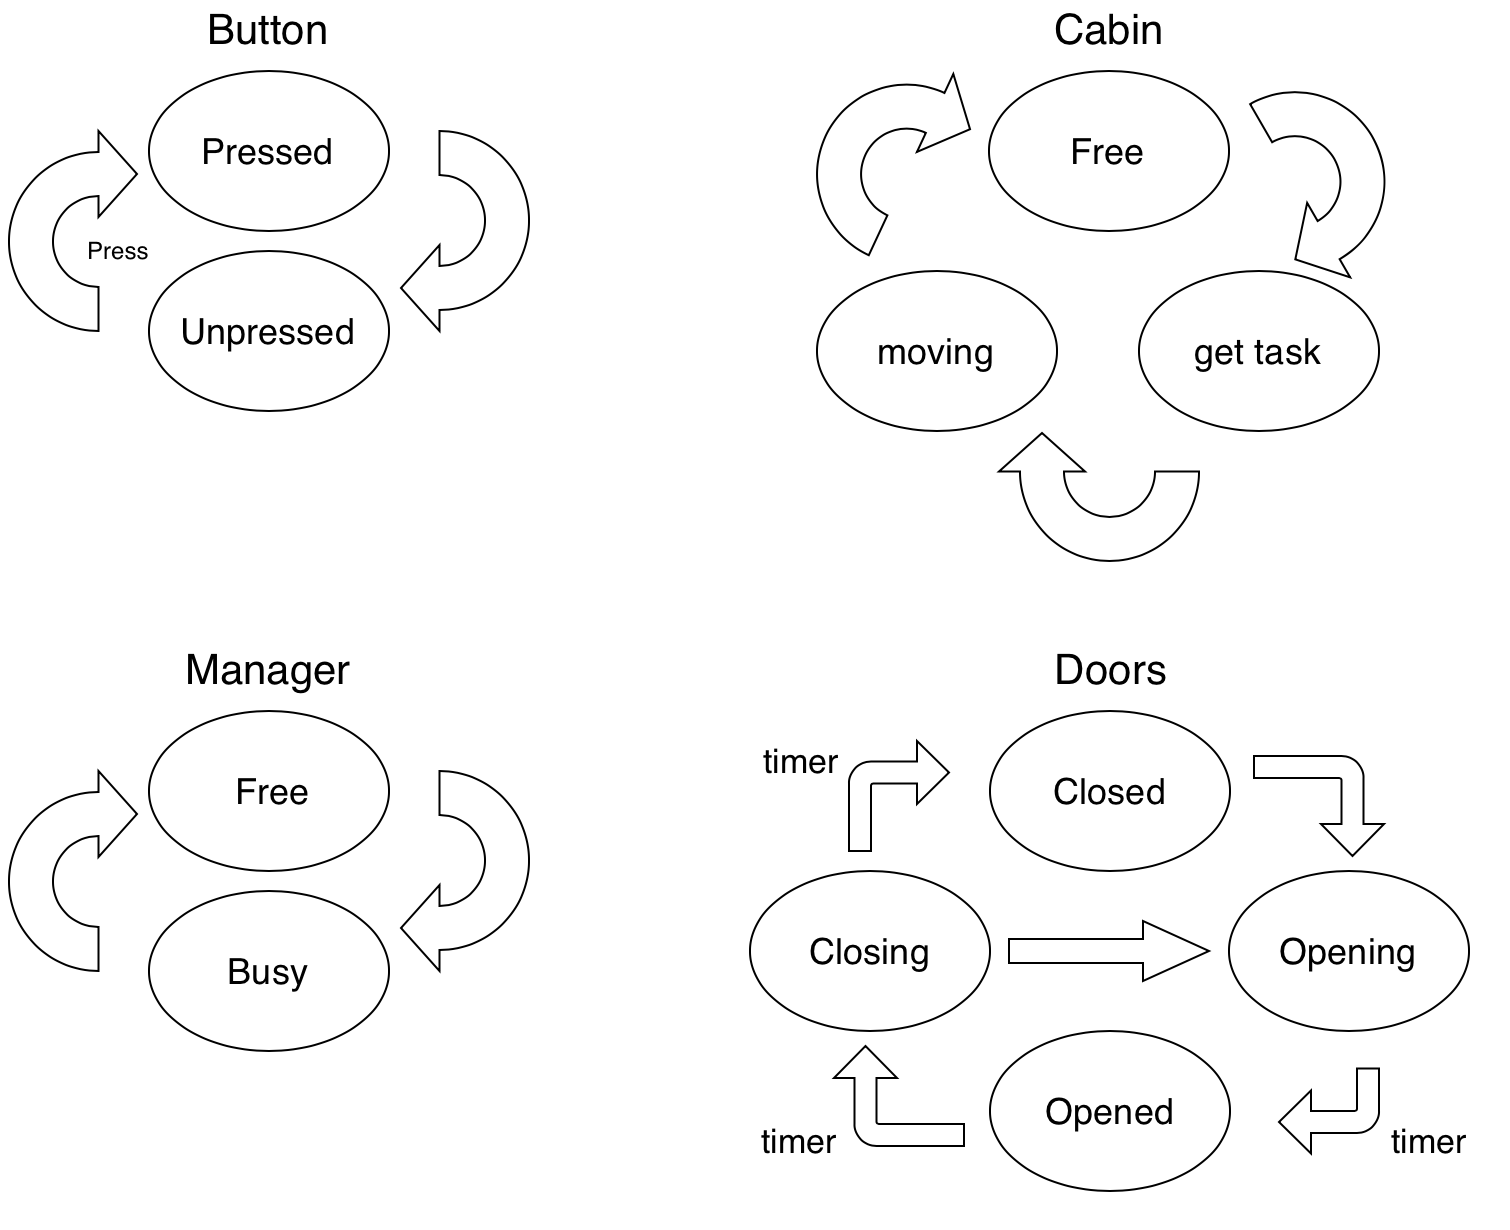 Button
Pressed
Press
Unpressed
Cabin
Free
moving
get task
Manager
Free
Busy
Doors
timer
Closed
Closing
Opening
Opened
timer
timer